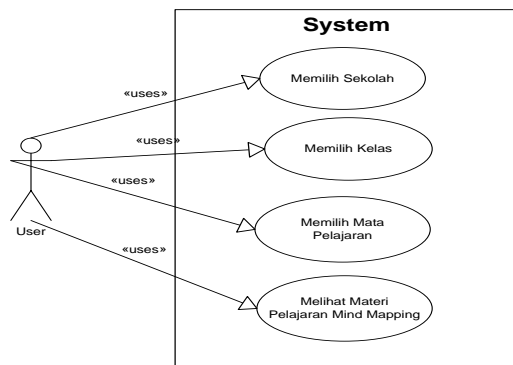 System
«uses»
Memilih Sekolah
«uses»
Memilih Kelas
«uses»
User
Memilih Mata
Pelajaran
«uses»
Melihat Materi
Pelajaran Mind Mapping